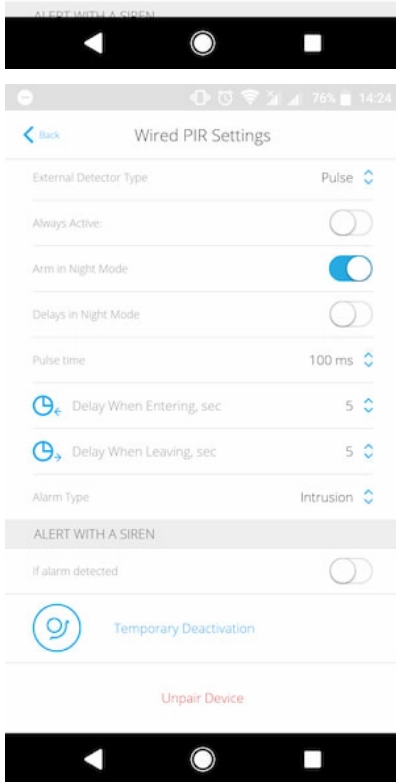 ALERT WITH A SIREN
76% 14:24
Back Wired PIR Settings
External Detector Type Pulse
Always Active:
Arm in Night Mode
Delays in Night Mode
Pulse time 100 ms
Delay When Entering, sec 5
Delay When Leaving, sec 5
Alarm Type Intrusion
ALERT WITH A SIREN
If alarm detected
Temporary Deactivation
Unpair Device